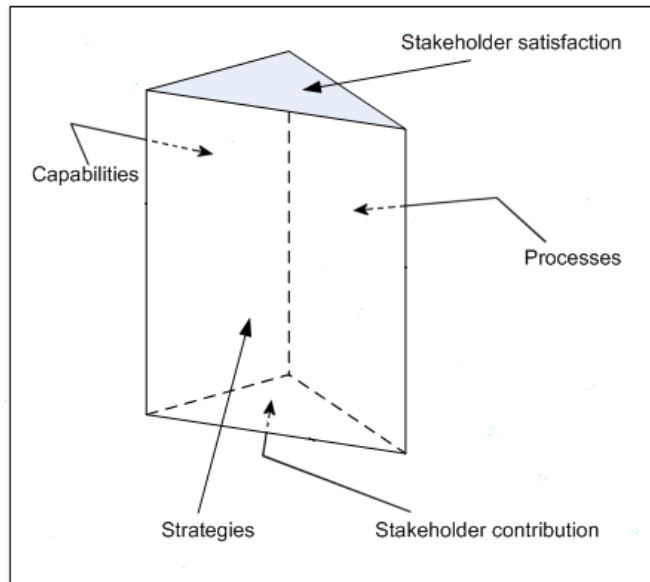 Stakeholder satisfaction
Capabilities
Processes
Strategies
Stakeholder contribution